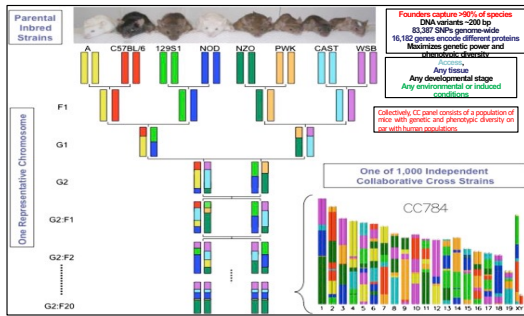 Parental
Inbred
Strains
A
C57BL/6
129S1
NOD
NZO
PWK
CAST
WSB
Founders capture >90% of species
DNA variants ~200 bp
83,387 SNPs genome-wide
16,182 genes encode different proteins
Maximizes genetic power and
phenotypic diversity
Access,
Any tissue
Any developmental stage
Any environmental or induced
conditions
Collectively, CC panel consists of a population of
mice with genetic and phenotypic diversity on
par with human populations
One Representative Chromosome
F1
G1
G2
G2:F1
G2:F2
G2:F20
One of 1,000 Independent
Collaborative Cross Strains
CC784
1 2 3 4 5 6 7 8 9 10 11 12 13 14 15 16 17 18 19